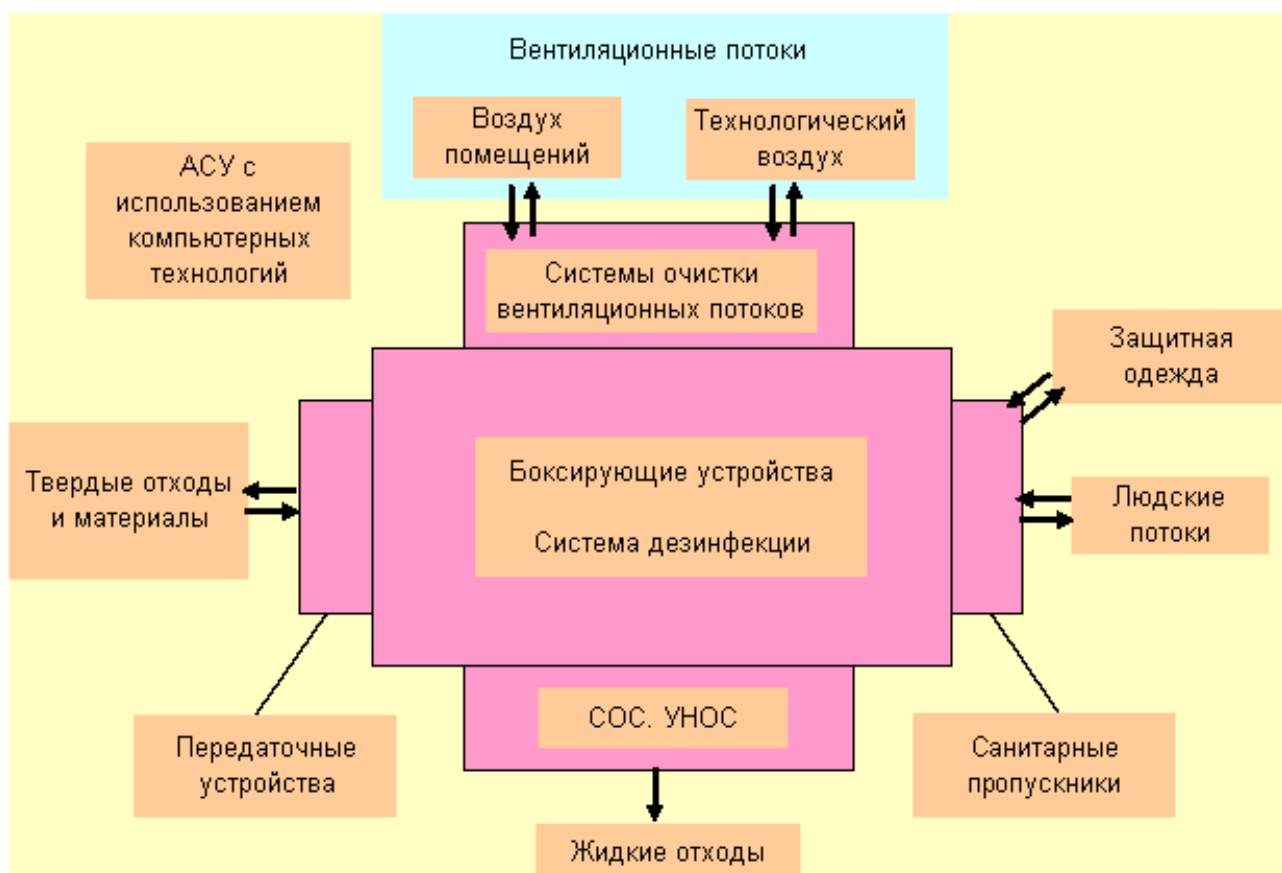 Вентиляционные потоки
Воздух
помещений
Технологический
воздух
АСУ с
использованием
компьютерных
технологий
Системы очистки
вентиляционных потоков
Защитная
одежда
Твердые отходы
и материалы
Боксирующие устройства
Система дезинфекции
Людские
потоки
СОС. УНОС
Передаточные
устройства
Санитарные
пропускники
Жидкие отходы